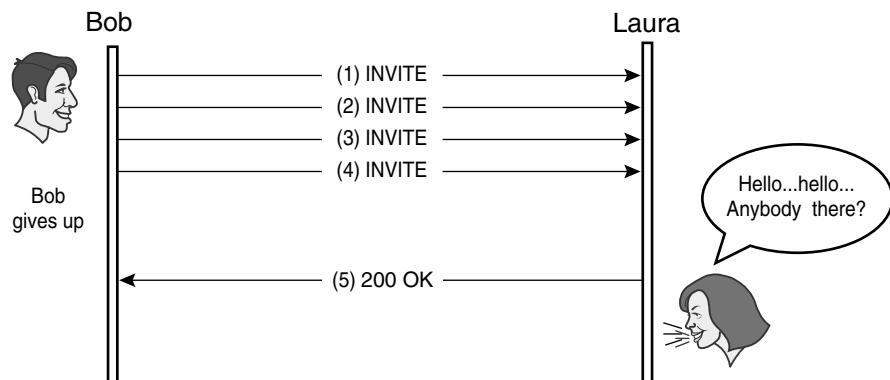 Bob
Laura
(1) INVITE
(2) INVITE
(3) INVITE
(4) INVITE
Bob
gives up
Hello...hello...
Anybody there?
(5) 200 OK